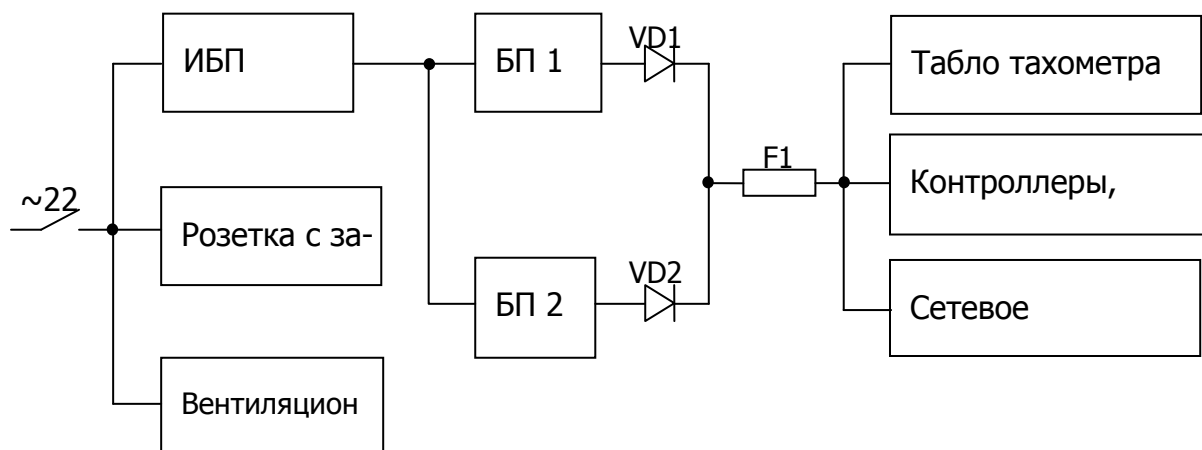 ИБП
БП 1
VD1
Табло тахометра
F1
Контроллеры,
~22
Розетка с за-
БП 2
VD2
Сетевое
Вентиляцион